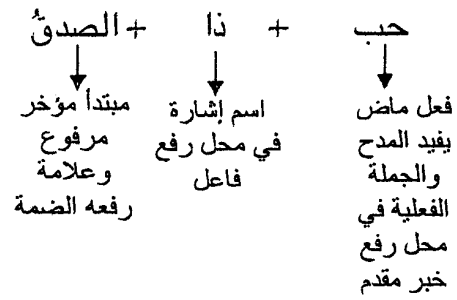 حب + ذا + الصدقُ
فعل ماض
يفيد المدح
والجملة
الفعلية في
محل رفع
خبر مقدم
اسم إشارة
في محل رفع
فاعل
مبتدأ مؤخر
مرفوع
وعلامة
رفعه الضمة